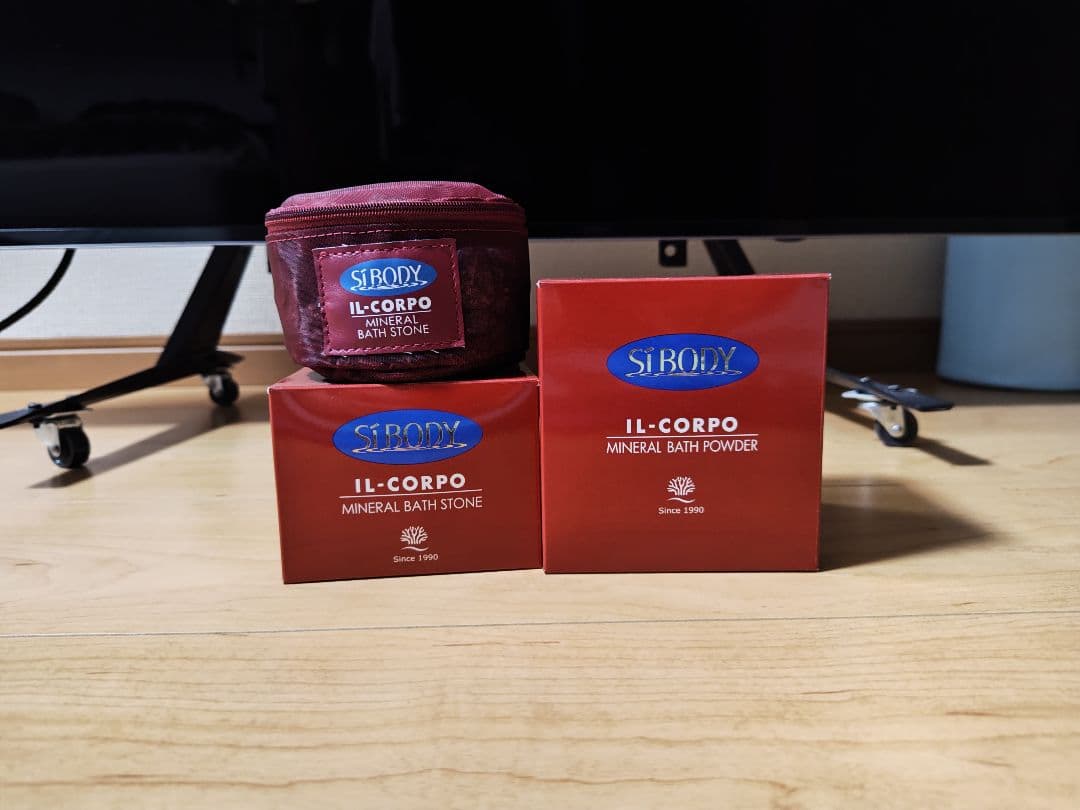 SiBODY
IL-CORPO
MINERAL
BATH STONE
SiBODY
IL-CORPO
MINERAL BATH STONE
Since 1990
SiBODY
IL-CORPO
MINERAL BATH POWDER
Since 1990